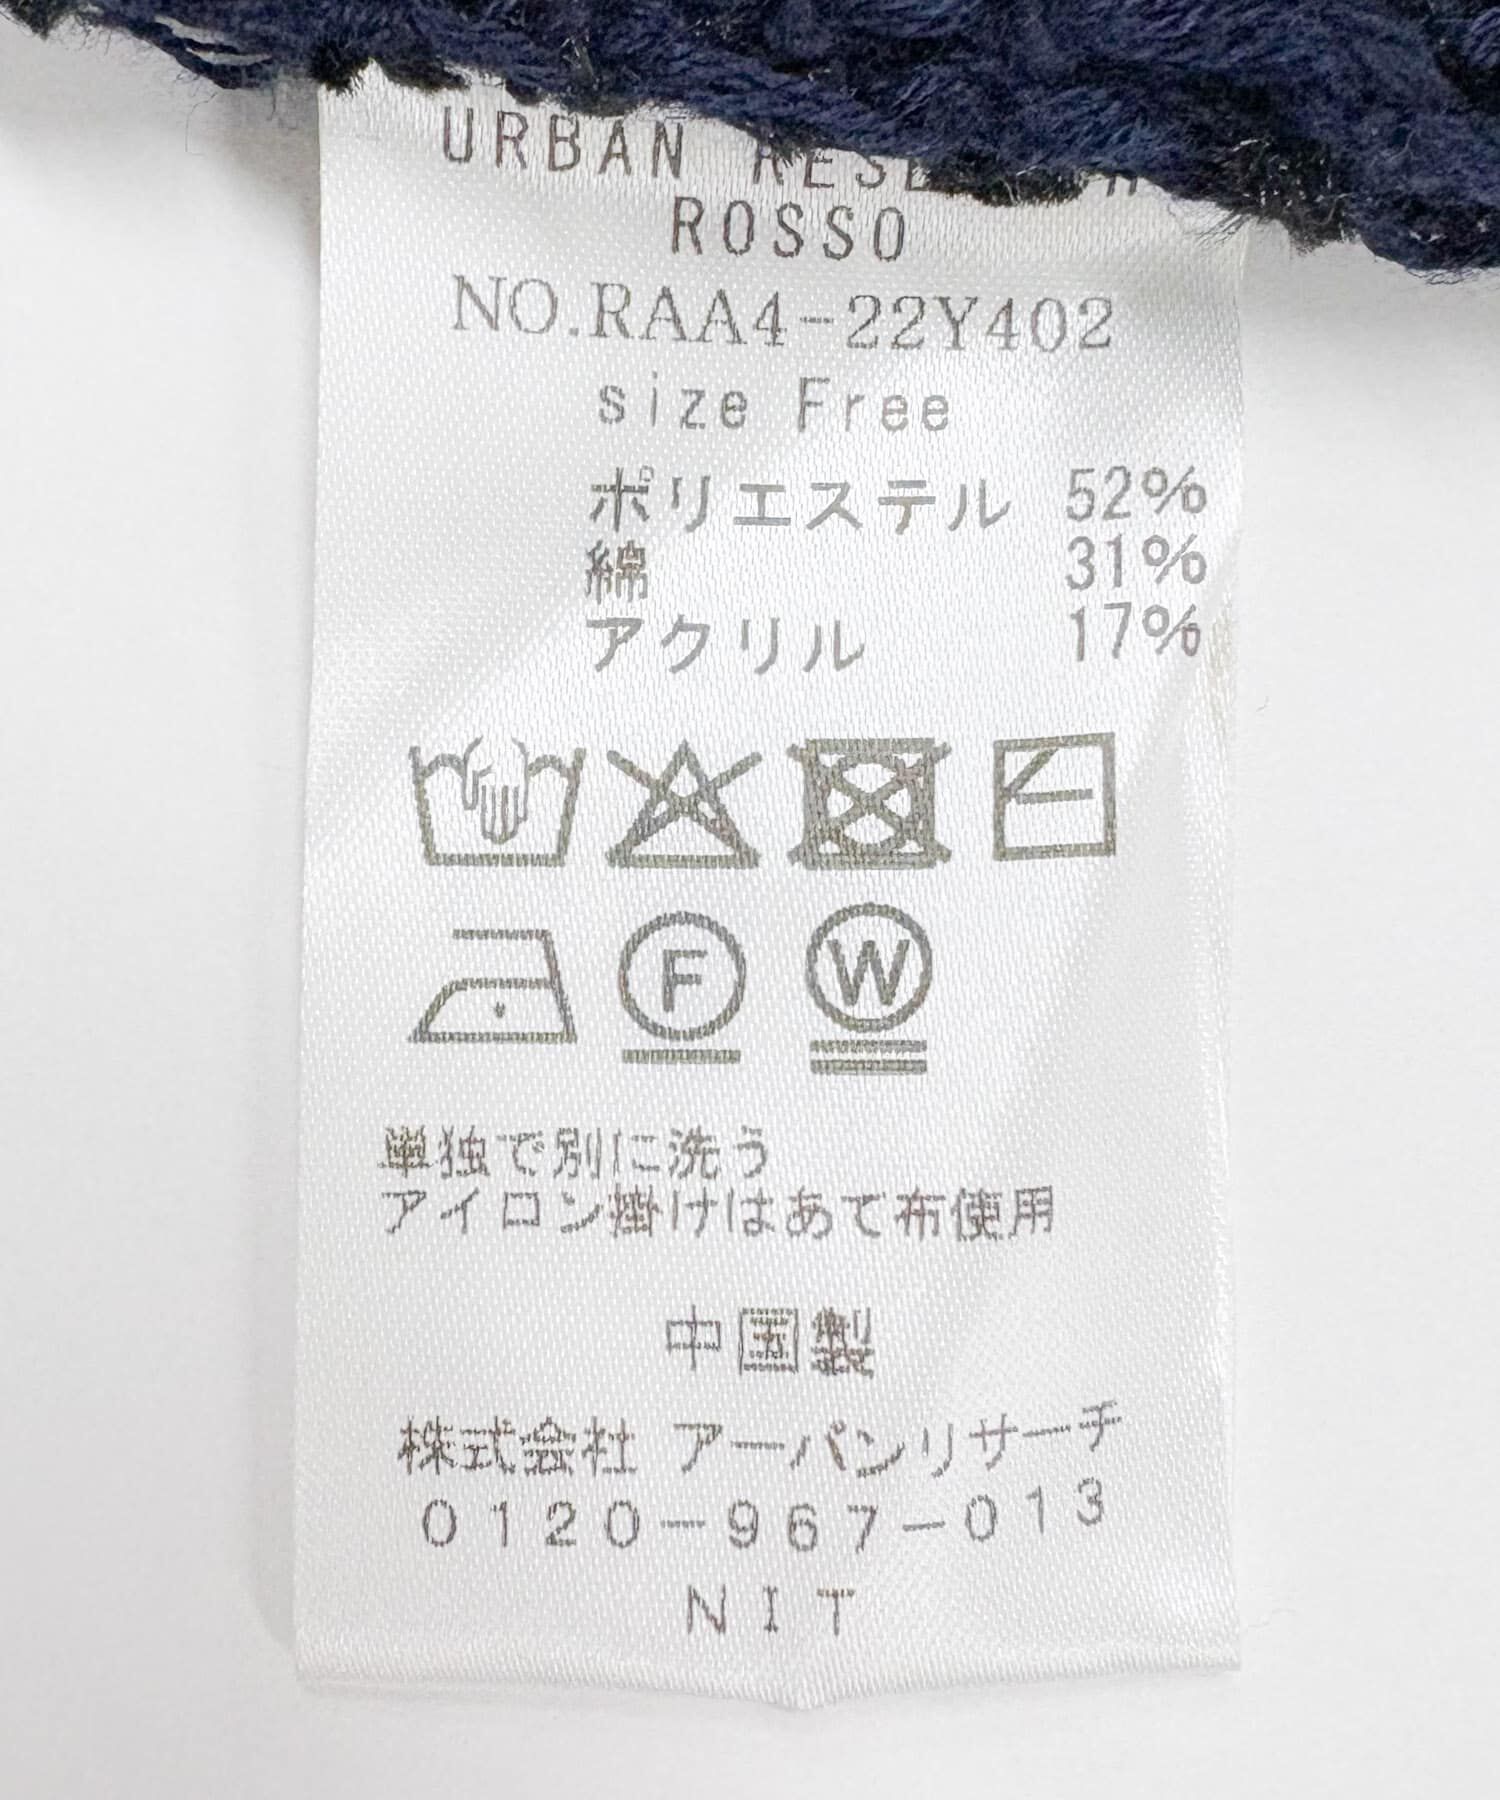 URBAN RESEARCH
ROSSO
NO.RAA4-22Y402
size Free
ポリエステル 52%
綿 31%
アクリル 17%
F W
単独で別に洗う
アイロン掛けはあて布使用
中国製
株式会社 アーバンリサーチ
0120-967-013
NIT